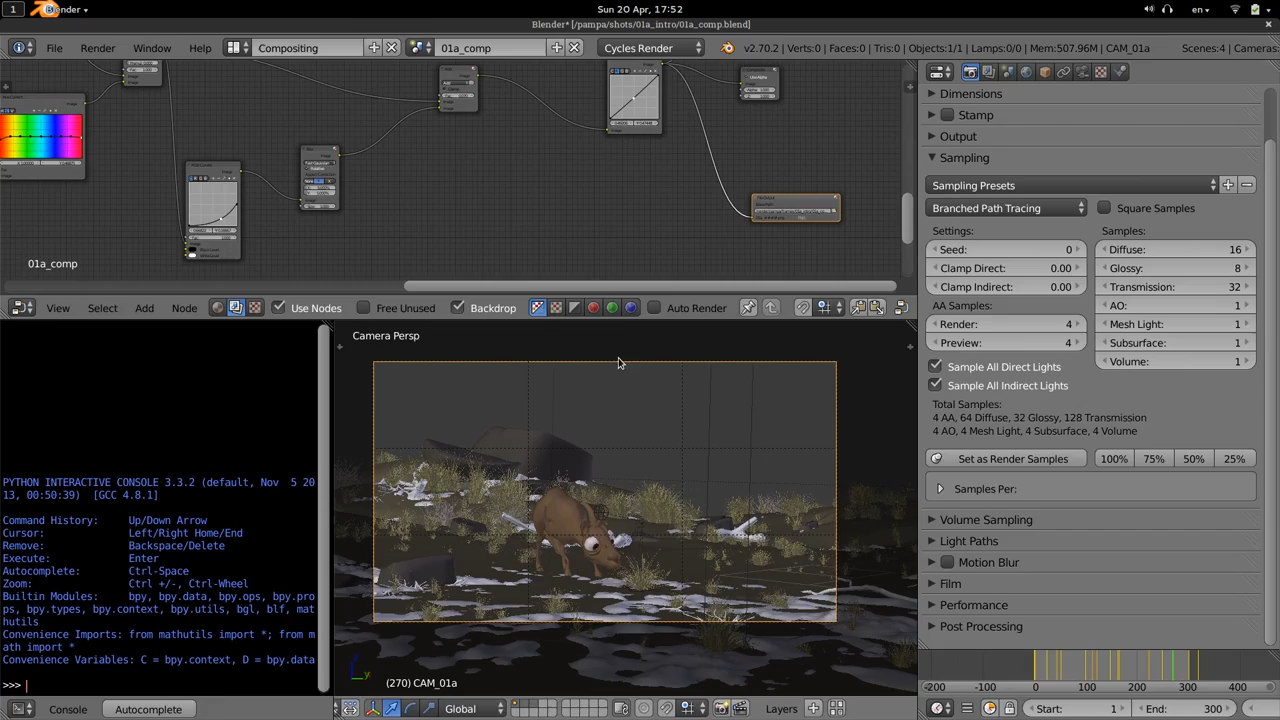 1 Blender Sun 20 Apr, 17:52 en
Blender* [/pampa/shots/01a_intro/01a_comp.blend]
File Render Window Help Compositing 01a_comp Cycles Render v2.70.2 | Verts:0 | Faces:0 | Tris:0 | Objects:1/1 | Lamps:0/0 | Mem:507.96M | CAM_01a Scenes:4 | Cameras
Dimensions
Stamp
Output
Sampling
Sampling Presets
Branched Path Tracing Square Samples
Settings: Samples:
Seed: 0 Diffuse: 16
Clamp Direct: 0.00 Glossy: 8
Clamp Indirect: 0.00 Transmission: 32
AA Samples: AO: 1
Render: 4 Mesh Light: 1
Preview: 4 Subsurface: 1
Volume: 1
Sample All Direct Lights
Sample All Indirect Lights
Total Samples:
4 AA, 64 Diffuse, 32 Glossy, 128 Transmission
4 AO, 4 Mesh Light, 4 Subsurface, 4 Volume
Set as Render Samples 100% 75% 50% 25%
Samples Per:
Volume Sampling
Light Paths
Motion Blur
Film
Performance
Post Processing
01a_comp
View Select Add Node Use Nodes Free Unused Backdrop Auto Render
Camera Persp
PYTHON INTERACTIVE CONSOLE 3.3.2 (default, Nov  5 20
13, 00:50:39)  [GCC 4.8.1]
Command History: Up/Down Arrow
Cursor: Left/Right Home/End
Remove: Backspace/Delete
Execute: Enter
Autocomplete: Ctrl-Space
Zoom: Ctrl +/-, Ctrl-Wheel
Builtin Modules: bpy, bpy.data, bpy.ops, bpy.pro
ps, bpy.types, bpy.context, bpy.utils, bgl, blf, mat
hutils
Convenience Imports: from mathutils import *; from m
ath import *
Convenience Variables: C = bpy.context, D = bpy.data
>>>
(270) CAM_01a
-200 -100 0 100 200 300 400
Console Autocomplete Global Layers Start: 1 End: 300